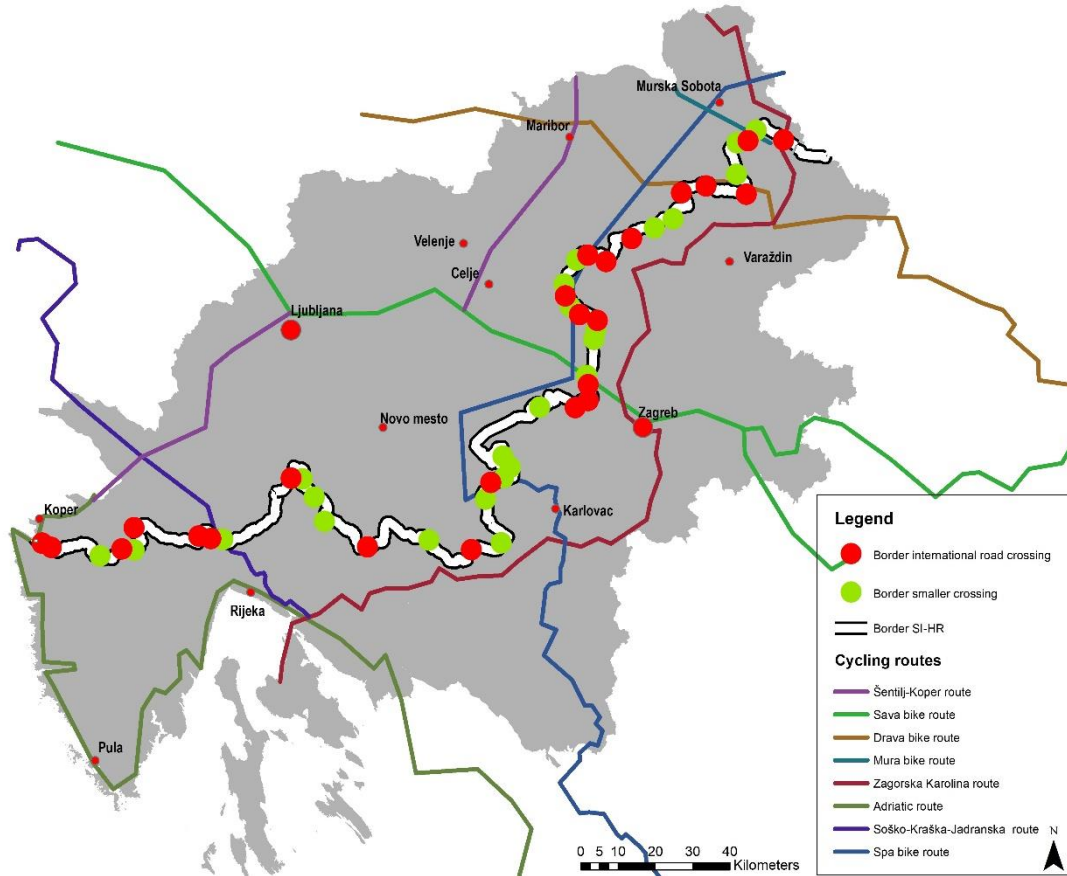 Murska Sobota
Maribor
Velenje
Varaždin
Celje
Ljubljana
Novo mesto
Zagreb
Koper
Karlovac
Rijeka
Pula
Legend
Border international road crossing
Border smaller crossing
Border SI-HR
Cycling routes
Šentilj-Koper route
Sava bike route
Drava bike route
Mura bike route
Zagorska Karolina route
Adriatic route
Soško-Kraška-Jadranska route
Spa bike route
N
0 5 10 20 30 40
Kilometers